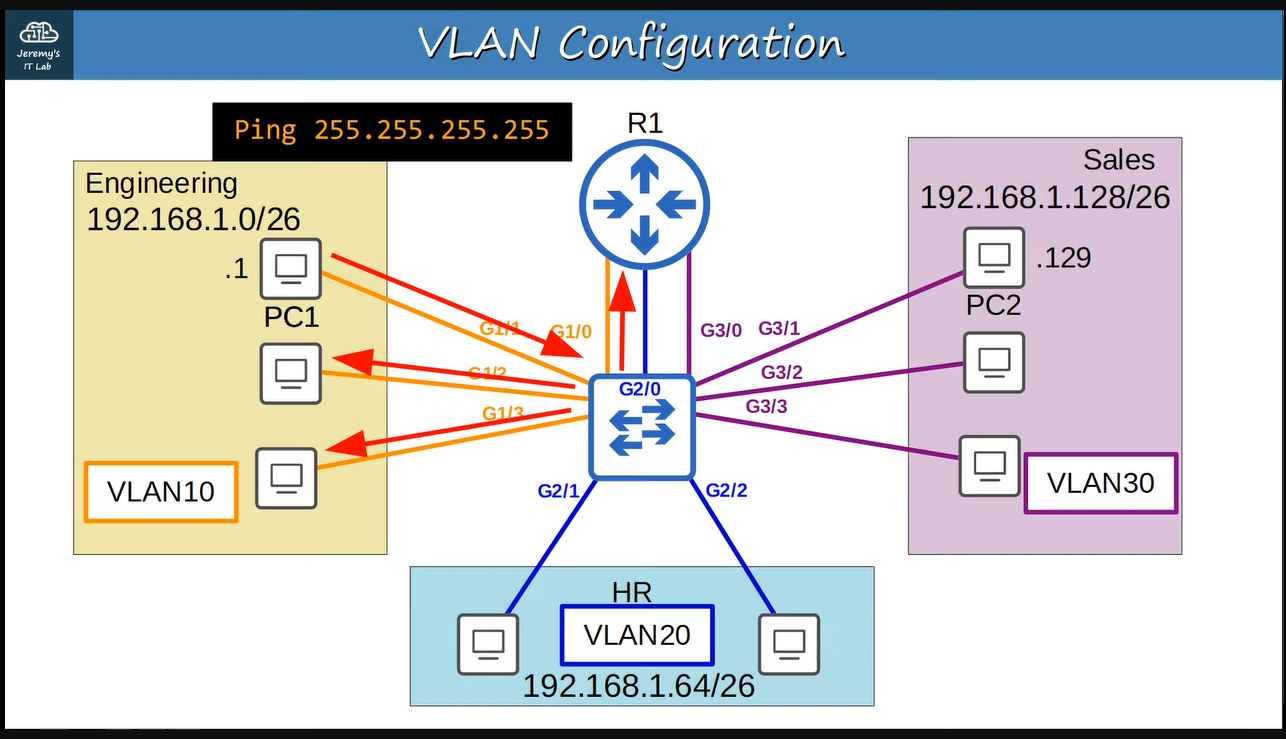 Jeremy's
IT Lab
VLAN Configuration
Ping 255.255.255.255
R1
Engineering
192.168.1.0/26
.1
PC1
VLAN10
G1/1
G1/0
G1/2
G1/3
G2/0
G3/0
G3/1
G3/2
G3/3
G2/1
G2/2
Sales
192.168.1.128/26
.129
PC2
VLAN30
HR
VLAN20
192.168.1.64/26